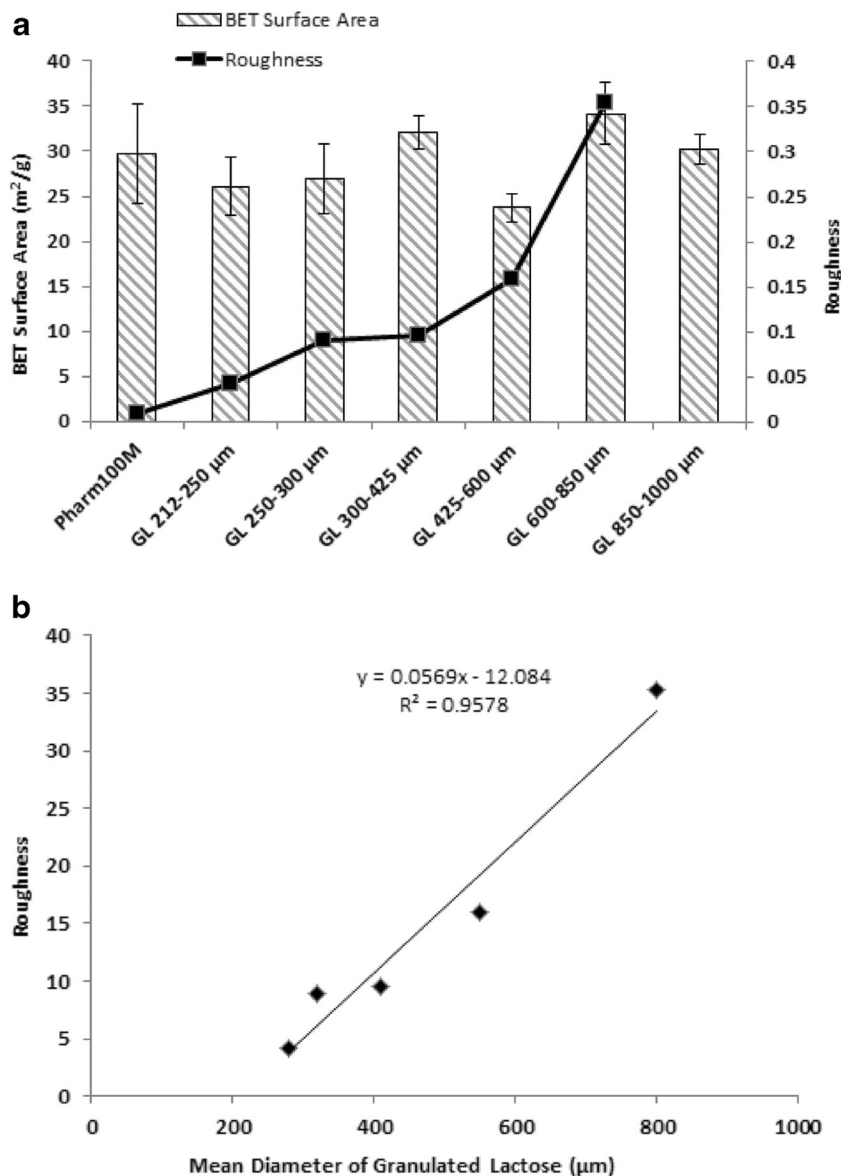 a
BET Surface Area
Roughness
40
35
30
25
20
15
10
5
0
BET Surface Area (m²/g)
0.4
0.35
0.3
0.25
0.2
0.15
0.1
0.05
0
Roughness
Pharm100M
GL 212-250 μm
GL 250-300 μm
GL 300-425 μm
GL 425-600 μm
GL 600-850 μm
GL 850-1000 μm
b
40
35
30
25
20
15
10
5
0
Roughness
y = 0.0569x - 12.084
R² = 0.9578
0 200 400 600 800 1000
Mean Diameter of Granulated Lactose (μm)